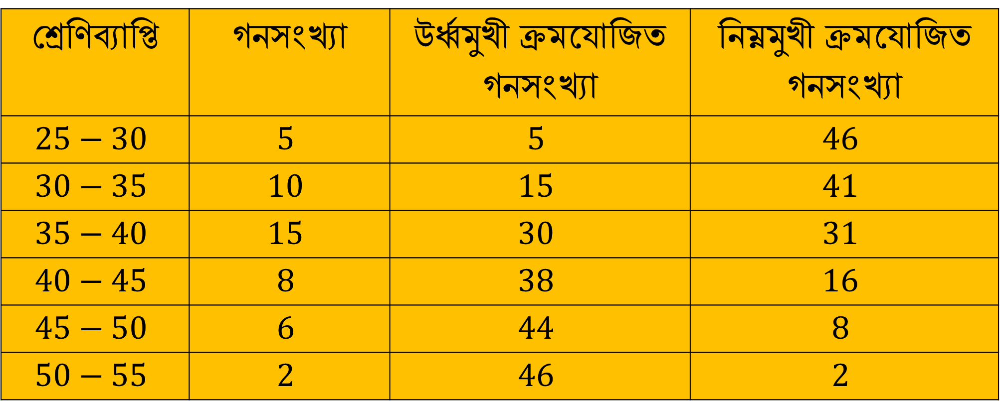 শ্রেণিব্যাপ্তি গনসংখ্যা উর্ধ্বমুখী ক্রমযোজিত গনসংখ্যা নিম্নমুখী ক্রমযোজিত গনসংখ্যা
25 – 30 5 5 46
30 – 35 10 15 41
35 – 40 15 30 31
40 – 45 8 38 16
45 – 50 6 44 8
50 – 55 2 46 2